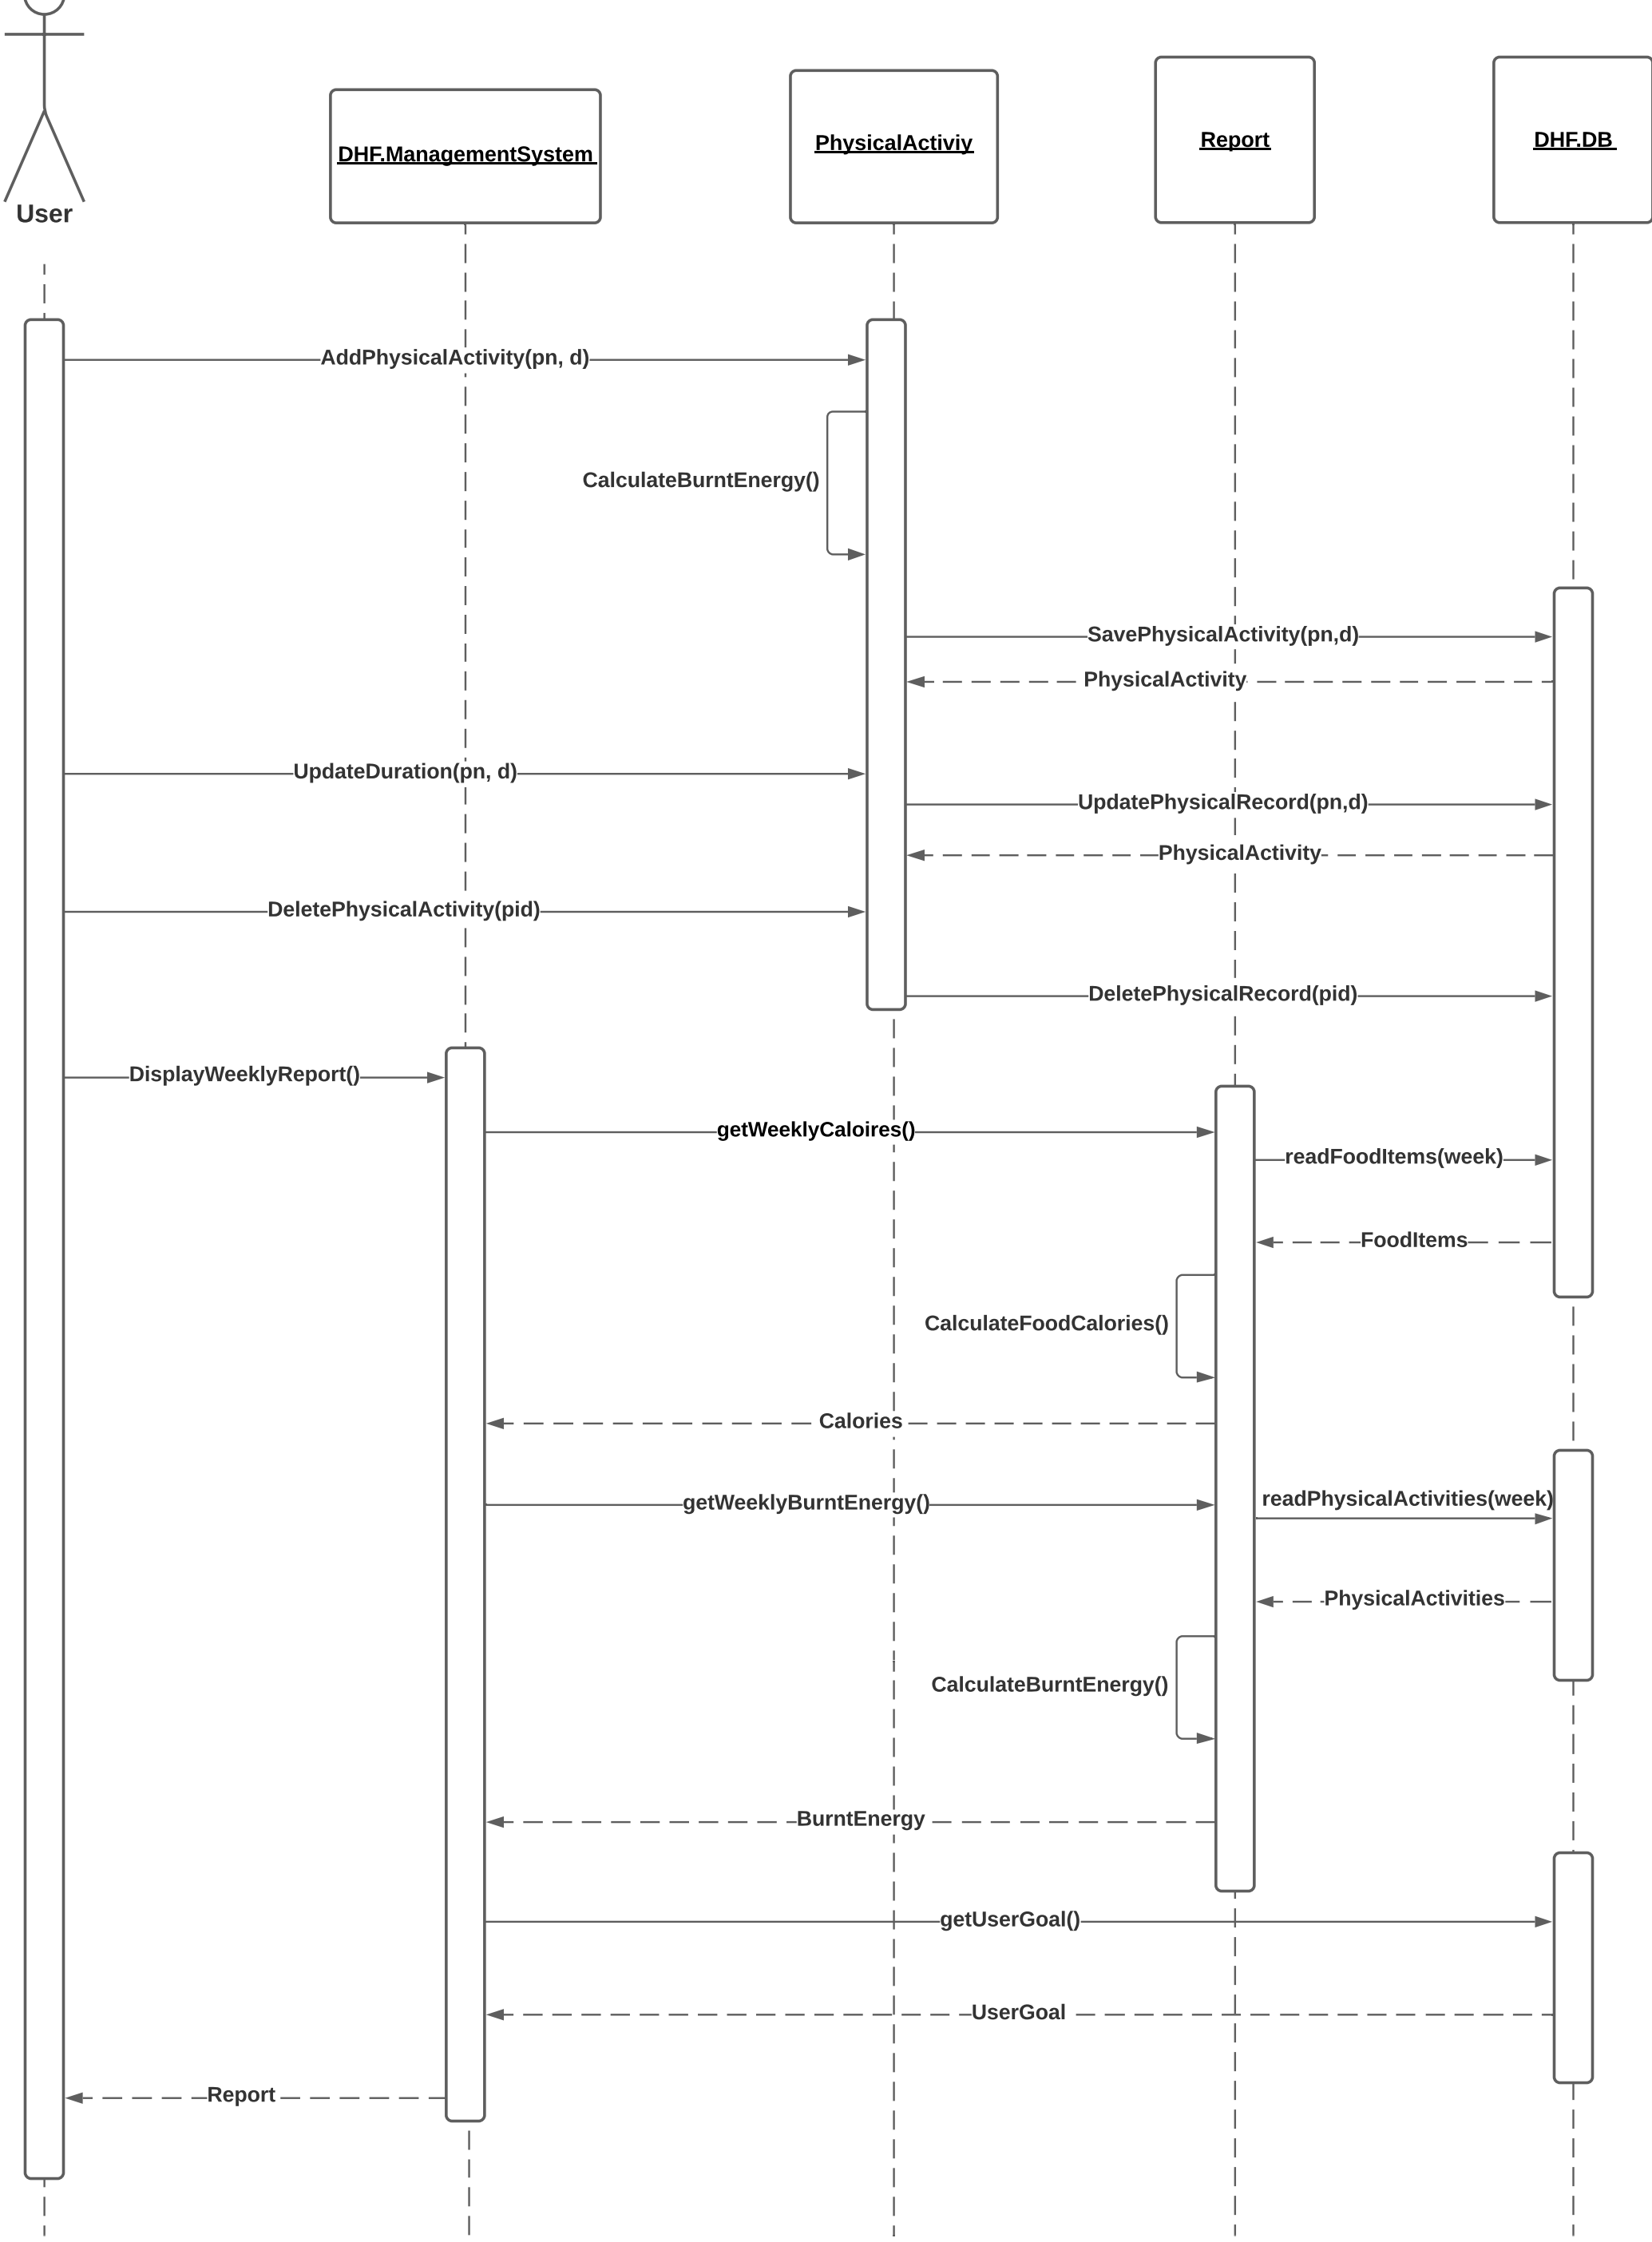 User
DHF.ManagementSystem
PhysicalActiviy
Report
DHF.DB
AddPhysicalActivity(pn, d)
CalculateBurntEnergy()
SavePhysicalActivity(pn,d)
PhysicalActivity
UpdateDuration(pn, d)
UpdatePhysicalRecord(pn,d)
PhysicalActivity
DeletePhysicalActivity(pid)
DeletePhysicalRecord(pid)
DisplayWeeklyReport()
getWeeklyCaloires()
readFoodItems(week)
FoodItems
CalculateFoodCalories()
Calories
getWeeklyBurntEnergy()
readPhysicalActivities(week)
PhysicalActivities
CalculateBurntEnergy()
BurntEnergy
getUserGoal()
UserGoal
Report